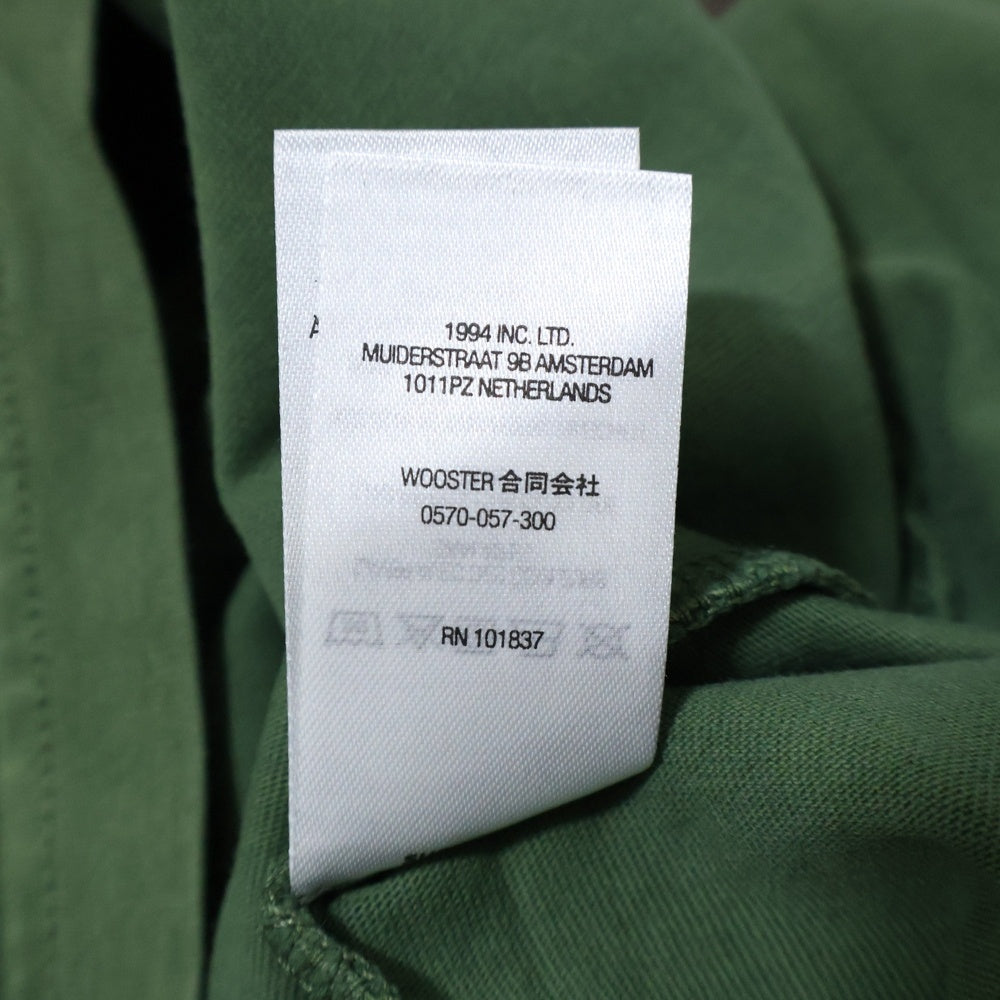 1994 INC. LTD.
MUIDERSTRAAT 9B AMSTERDAM
1011PZ NETHERLANDS
WOOSTER 合同会社
0570-057-300
RN 101837